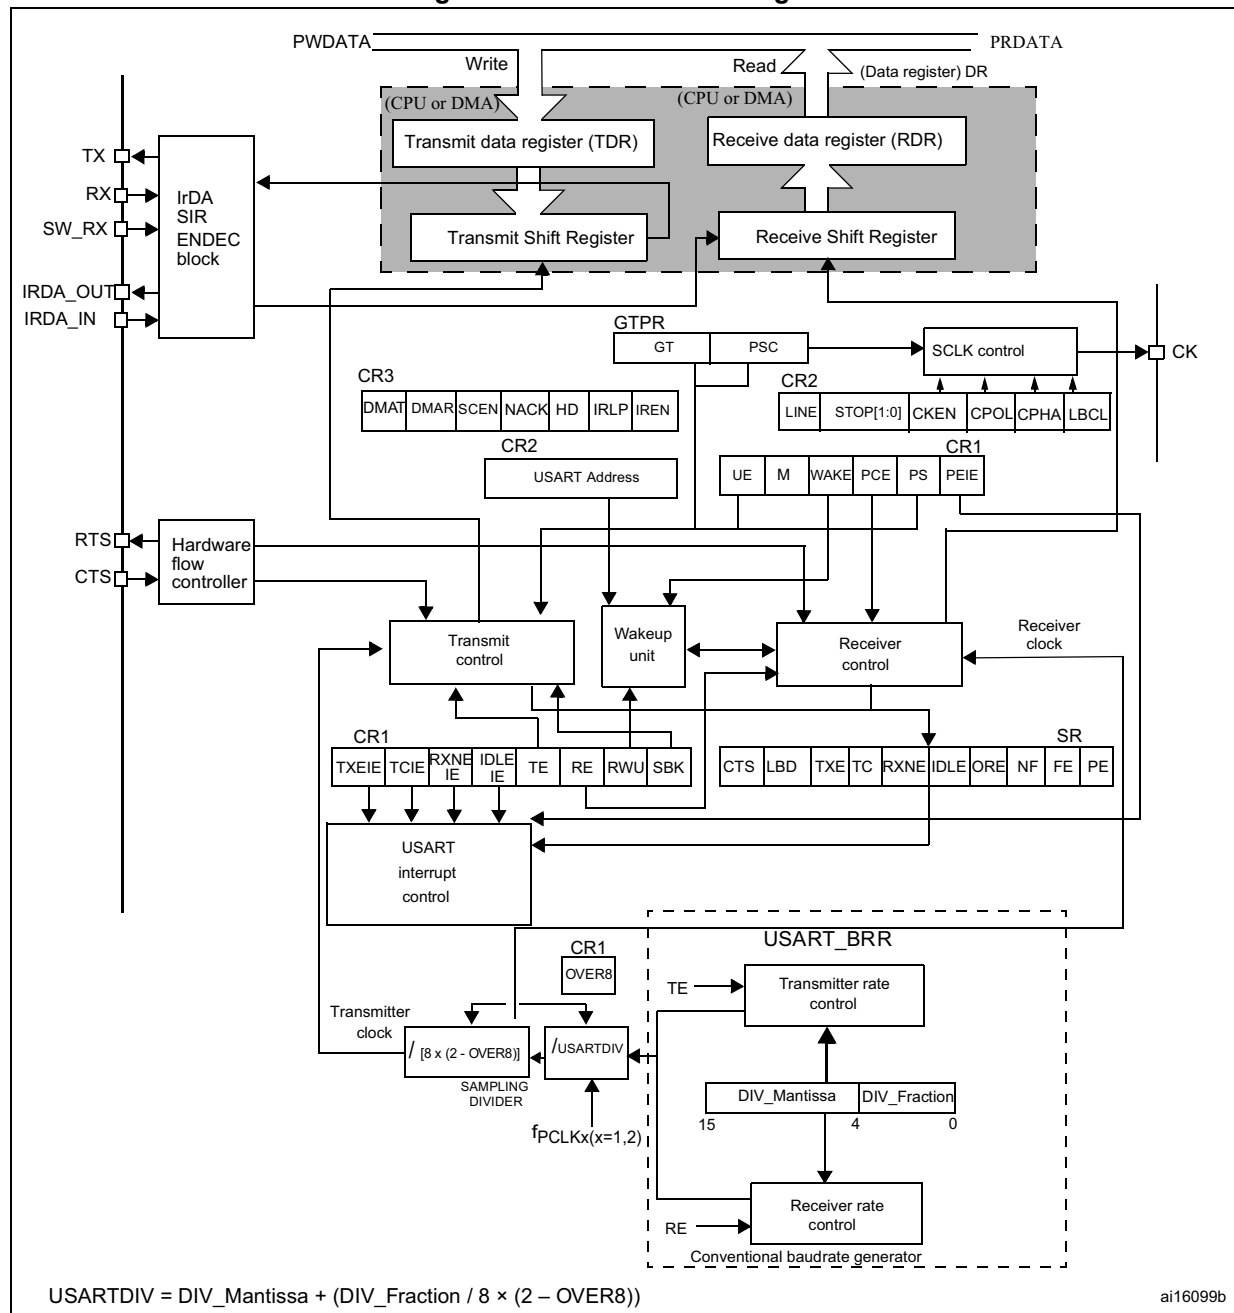 PWDATA
PRDATA
Write
Read
(Data register) DR
(CPU or DMA)
(CPU or DMA)
Transmit data register (TDR)
Receive data register (RDR)
TX
RX
SW_RX
IRDA_OUT
IRDA_IN
IrDA
SIR
ENDEC
block
Transmit Shift Register
Receive Shift Register
GTPR
GT
PSC
SCLK control
CK
CR3
DMAT
DMAR
SCEN
NACK
HD
IRLP
IREN
CR2
LINE
STOP[1:0]
CKEN
CPOL
CPHA
LBCL
CR2
USART Address
CR1
UE
M
WAKE
PCE
PS
PEIE
RTS
CTS
Hardware
flow
controller
Transmit
control
Wakeup
unit
Receiver
control
Receiver
clock
CR1
TXEIE
TCIE
RXNE
IE
IDLE
IE
TE
RE
RWU
SBK
SR
CTS
LBD
TXE
TC
RXNE
IDLE
ORE
NF
FE
PE
USART
interrupt
control
USART_BRR
CR1
OVER8
TE
Transmitter rate
control
Transmitter
clock
/ [8 x (2 - OVER8)]
/USARTDIV
SAMPLING
DIVIDER
fPCLKx(x=1,2)
DIV_Mantissa
DIV_Fraction
15
4
0
RE
Receiver rate
control
Conventional baudrate generator
USARTDIV = DIV_Mantissa + (DIV_Fraction / 8 × (2 – OVER8))
ai16099b